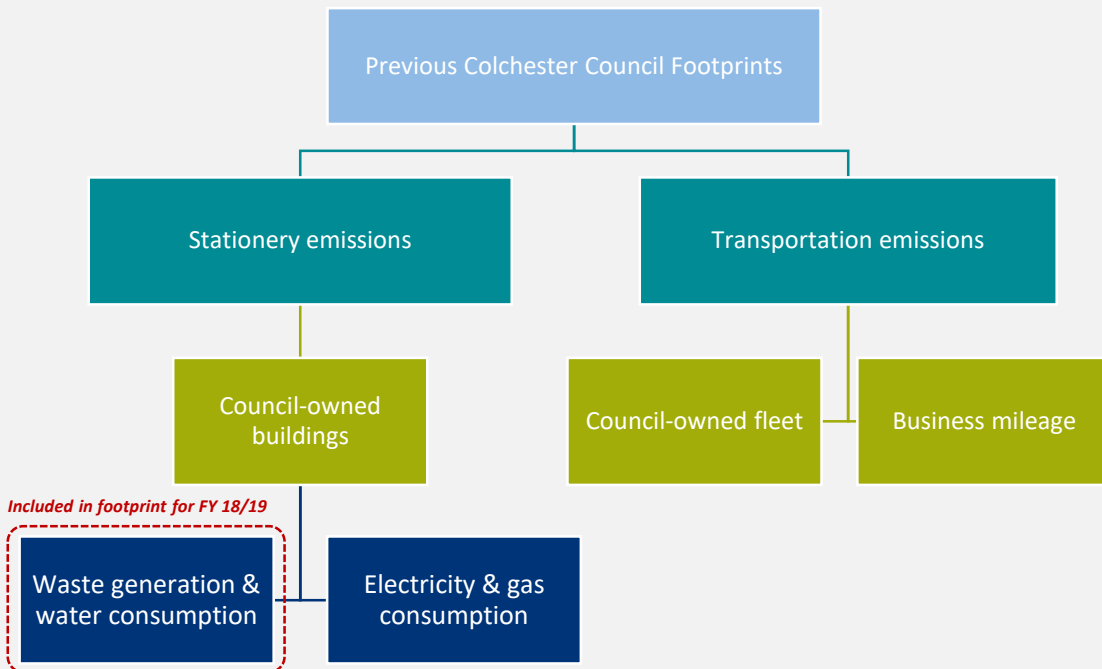 Previous Colchester Council Footprints
Stationery emissions
Transportation emissions
Council-owned
buildings
Council-owned fleet
Business mileage
Included in footprint for FY 18/19
Waste generation &
water consumption
Electricity & gas
consumption